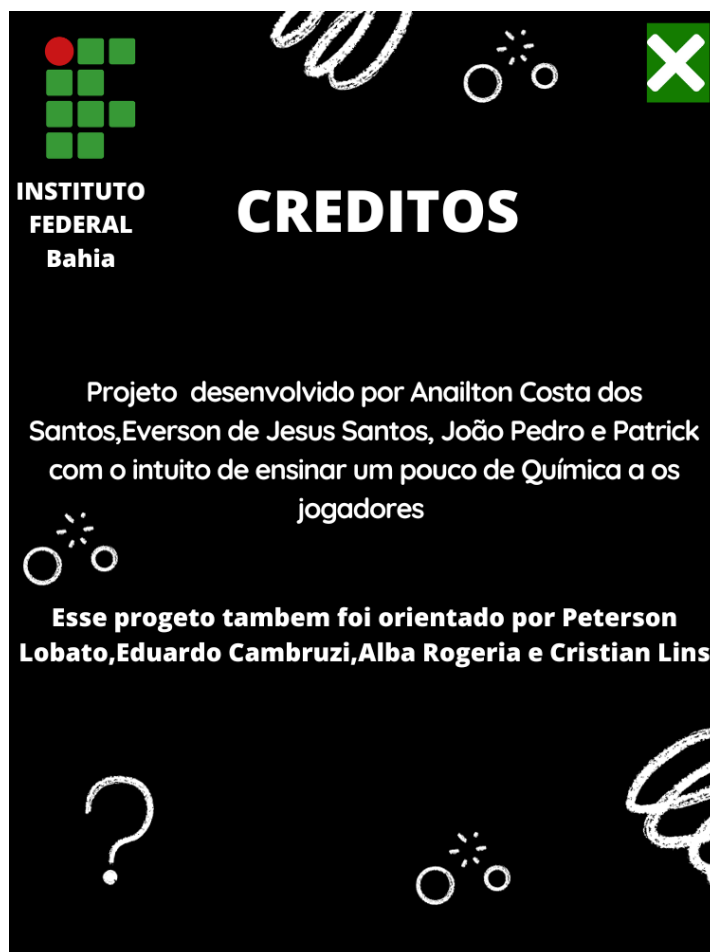 INSTITUTO
FEDERAL
Bahia
CREDITOS
Projeto desenvolvido por Anailton Costa dos
Santos,Everson de Jesus Santos, João Pedro e Patrick
com o intuito de ensinar um pouco de Química a os
jogadores
Esse progeto tambem foi orientado por Peterson
Lobato,Eduardo Cambruzi,Alba Rogeria e Cristian Lins
?